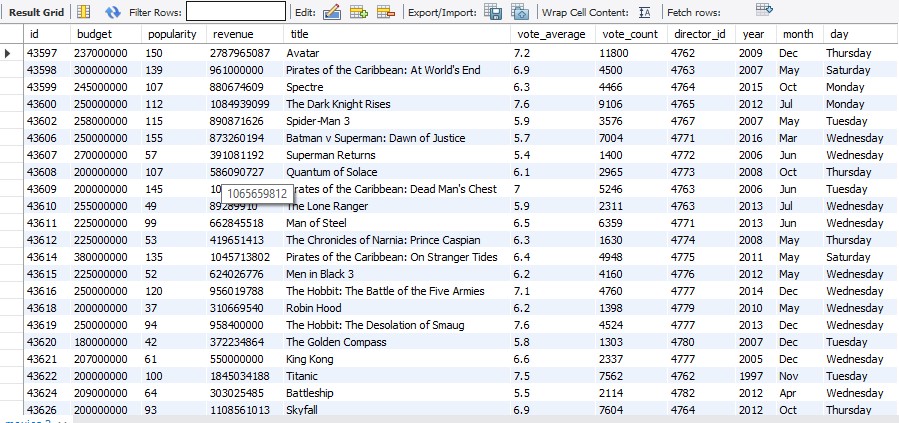 Result Grid Filter Rows: Edit: Export/Import: Wrap Cell Content: IA Fetch rows:
id budget popularity revenue title vote_average vote_count director_id year month day
43597 237000000 150 2787965087 Avatar 7.2 11800 4762 2009 Dec Thursday
43598 300000000 139 961000000 Pirates of the Caribbean: At World's End 6.9 4500 4763 2007 May Saturday
43599 245000000 107 880674609 Spectre 6.3 4466 4764 2015 Oct Monday
43600 250000000 112 1084939099 The Dark Knight Rises 7.6 9106 4765 2012 Jul Monday
43602 258000000 115 890871626 Spider-Man 3 5.9 3576 4767 2007 May Tuesday
43606 250000000 155 873260194 Batman v Superman: Dawn of Justice 5.7 7004 4771 2016 Mar Wednesday
43607 270000000 57 391081192 Superman Returns 5.4 1400 4772 2006 Jun Wednesday
43608 200000000 107 586090727 Quantum of Solace 6.1 2965 4773 2008 Oct Thursday
43609 200000000 145 10 1065659812 rates of the Caribbean: Dead Man's Chest 7 5246 4763 2006 Jun Tuesday
43610 255000000 49 89289910 The Lone Ranger 5.9 2311 4763 2013 Jul Wednesday
43611 225000000 99 662845518 Man of Steel 6.5 6359 4771 2013 Jun Wednesday
43612 225000000 53 419651413 The Chronicles of Narnia: Prince Caspian 6.3 1630 4774 2008 May Thursday
43614 380000000 135 1045713802 Pirates of the Caribbean: On Stranger Tides 6.4 4948 4775 2011 May Saturday
43615 225000000 52 624026776 Men in Black 3 6.2 4160 4776 2012 May Wednesday
43616 250000000 120 956019788 The Hobbit: The Battle of the Five Armies 7.1 4760 4777 2014 Dec Wednesday
43618 200000000 37 310669540 Robin Hood 6.2 1398 4779 2010 May Wednesday
43619 250000000 94 958400000 The Hobbit: The Desolation of Smaug 7.6 4524 4777 2013 Dec Wednesday
43620 180000000 42 372234864 The Golden Compass 5.8 1303 4780 2007 Dec Tuesday
43621 207000000 61 550000000 King Kong 6.6 2337 4777 2005 Dec Wednesday
43622 200000000 100 1845034188 Titanic 7.5 7562 4762 1997 Nov Tuesday
43624 209000000 64 303025485 Battleship 5.5 2114 4782 2012 Apr Wednesday
43626 200000000 93 1108561013 Skyfall 6.9 7604 4764 2012 Oct Thursday